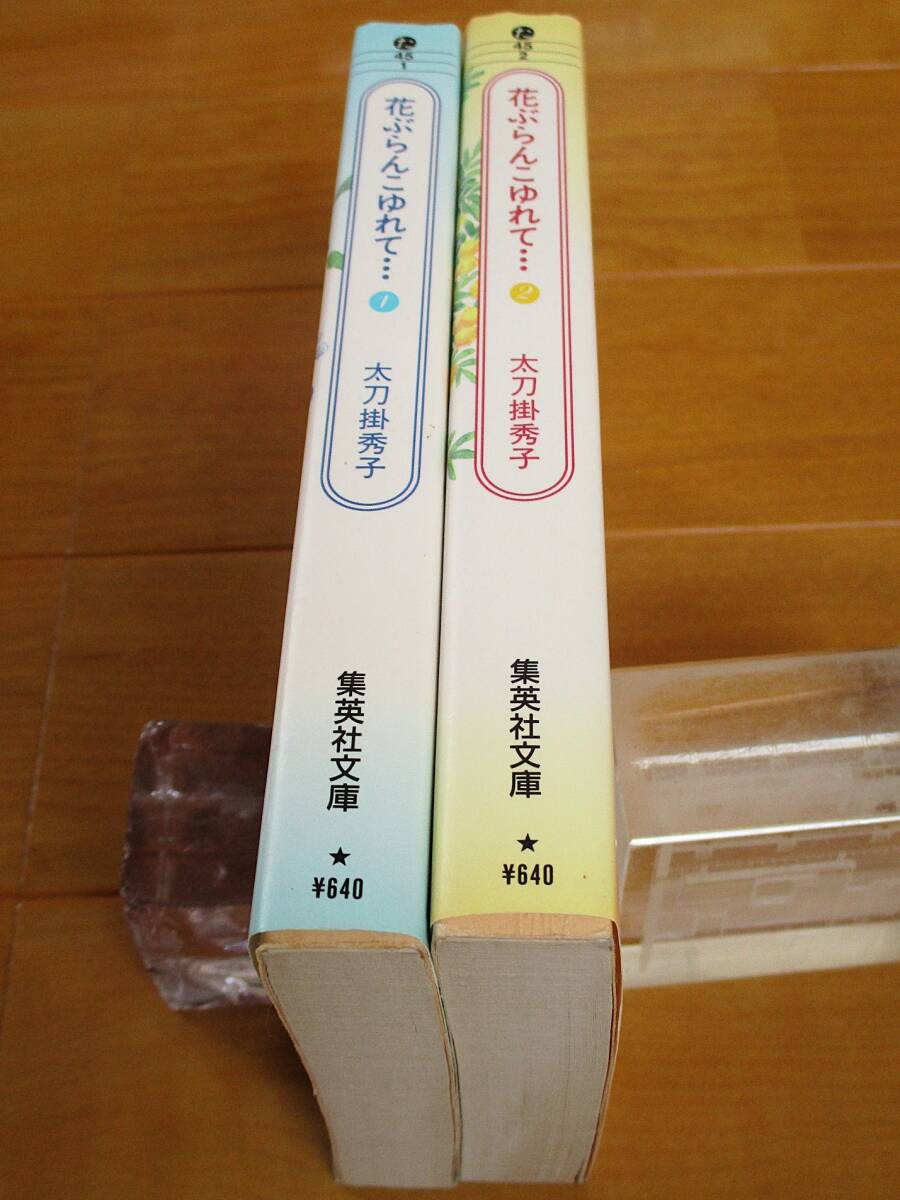 た
45
1
花ぶらんこゆれて…
1
太刀掛秀子
集英社文庫
★
¥640
た
45
2
花ぶらんこゆれて…
2
太刀掛秀子
集英社文庫
★
¥640